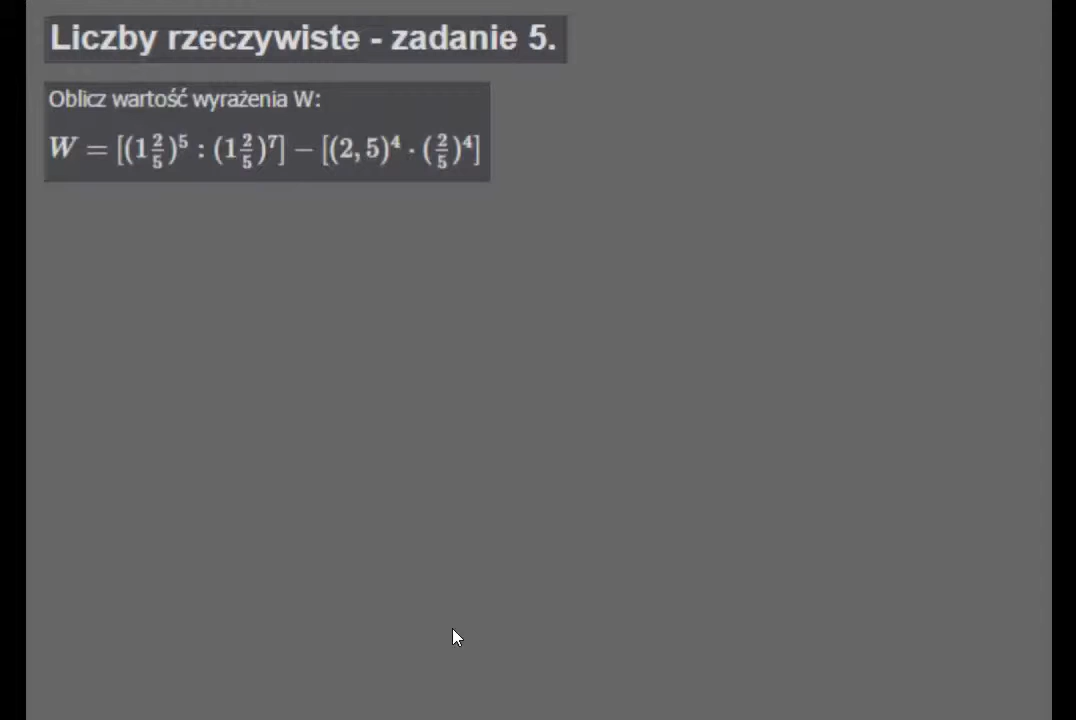 Liczby rzeczywiste - zadanie 5.
Oblicz wartość wyrażenia W:
W = [(1 2/5)^5 : (1 2/5)^7] − [(2, 5)^4 · (2/5)^4]